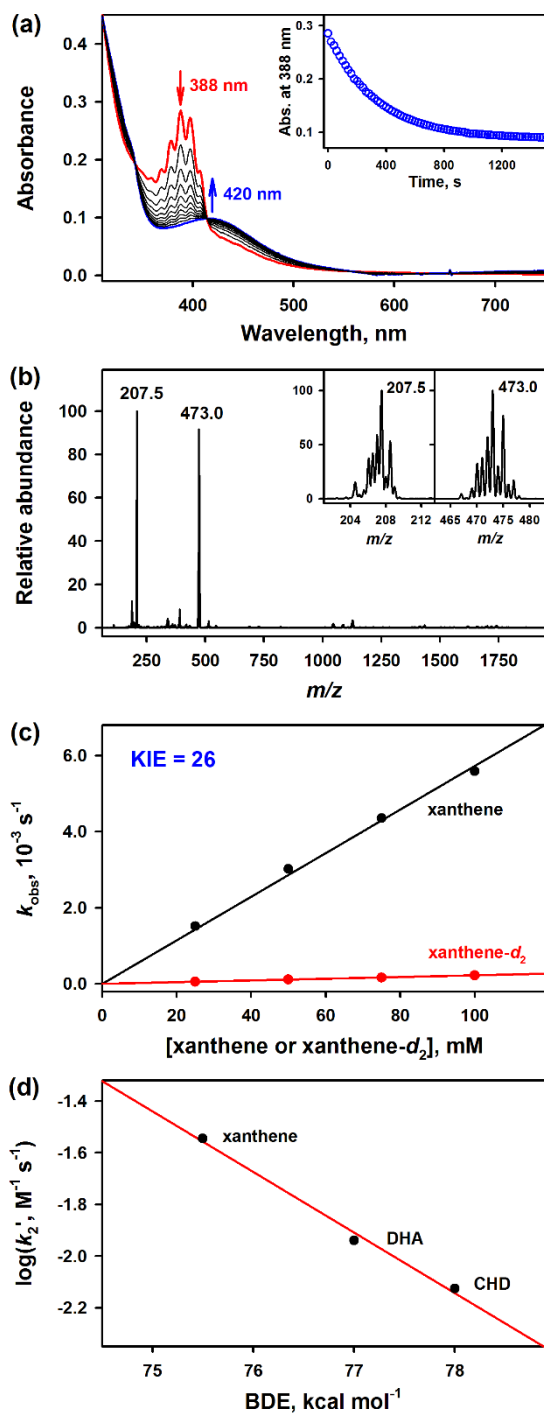 (a)
0.4
0.3
0.2
0.1
0.0
Absorbance
388 nm
420 nm
400
500
600
700
Wavelength, nm
0.3
0.2
0.1
Abs. at 388 nm
0
400
800
1200
Time, s
(b)
100
80
60
40
20
0
Relative abundance
207.5
473.0
250
500
750
1000
1250
1500
1750
m/z
100
50
0
207.5
204
208
212
m/z
473.0
465
470
475
480
m/z
(c)
KIE = 26
6.0
4.0
2.0
0.0
k_obs, 10⁻³ s⁻¹
xanthene
xanthene-d₂
0
20
40
60
80
100
[xanthene or xanthene-d₂], mM
(d)
-1.4
-1.6
-1.8
-2.0
-2.2
log(k₂', M⁻¹ s⁻¹)
xanthene
DHA
CHD
75
76
77
78
BDE, kcal mol⁻¹